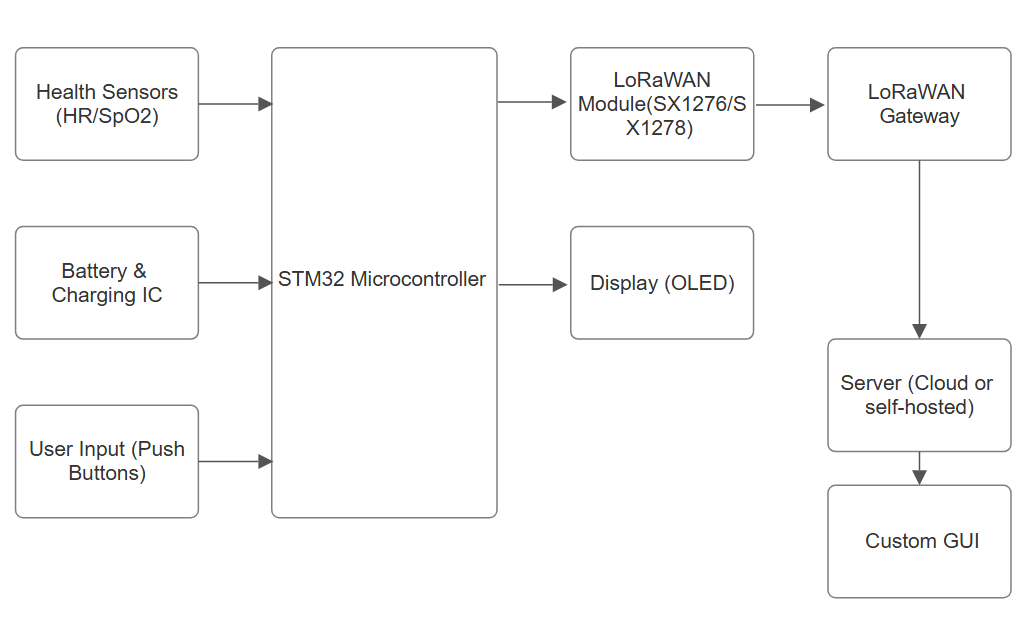 Health Sensors
(HR/SpO2)
Battery &
Charging IC
User Input (Push
Buttons)
STM32 Microcontroller
LoRaWAN
Module(SX1276/S
X1278)
Display (OLED)
LoRaWAN
Gateway
Server (Cloud or
self-hosted)
Custom GUI